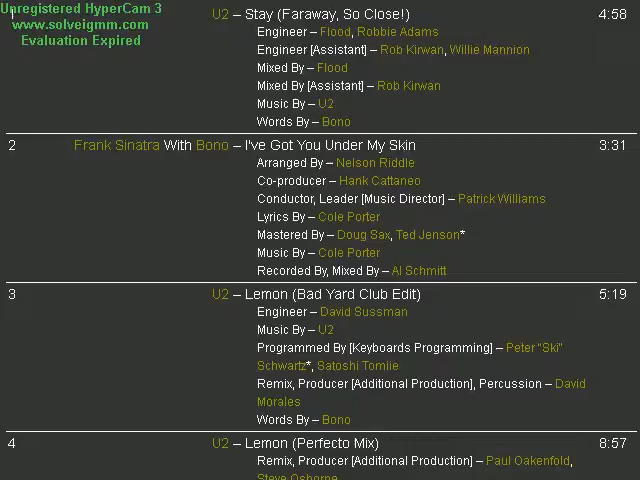 Unregistered HyperCam 3
www.solveigmm.com
Evaluation Expired
1 U2 – Stay (Faraway, So Close!) 4:58
Engineer – Flood, Robbie Adams
Engineer [Assistant] – Rob Kirwan, Willie Mannion
Mixed By – Flood
Mixed By [Assistant] – Rob Kirwan
Music By – U2
Words By – Bono
2 Frank Sinatra With Bono – I've Got You Under My Skin 3:31
Arranged By – Nelson Riddle
Co-producer – Hank Cattaneo
Conductor, Leader [Music Director] – Patrick Williams
Lyrics By – Cole Porter
Mastered By – Doug Sax, Ted Jenson*
Music By – Cole Porter
Recorded By, Mixed By – Al Schmitt
3 U2 – Lemon (Bad Yard Club Edit) 5:19
Engineer – David Sussman
Music By – U2
Programmed By [Keyboards Programming] – Peter "Ski"
Schwartz*, Satoshi Tomiie
Remix, Producer [Additional Production], Percussion – David
Morales
Words By – Bono
4 U2 – Lemon (Perfecto Mix) 8:57
Remix, Producer [Additional Production] – Paul Oakenfold,
Steve Osborne